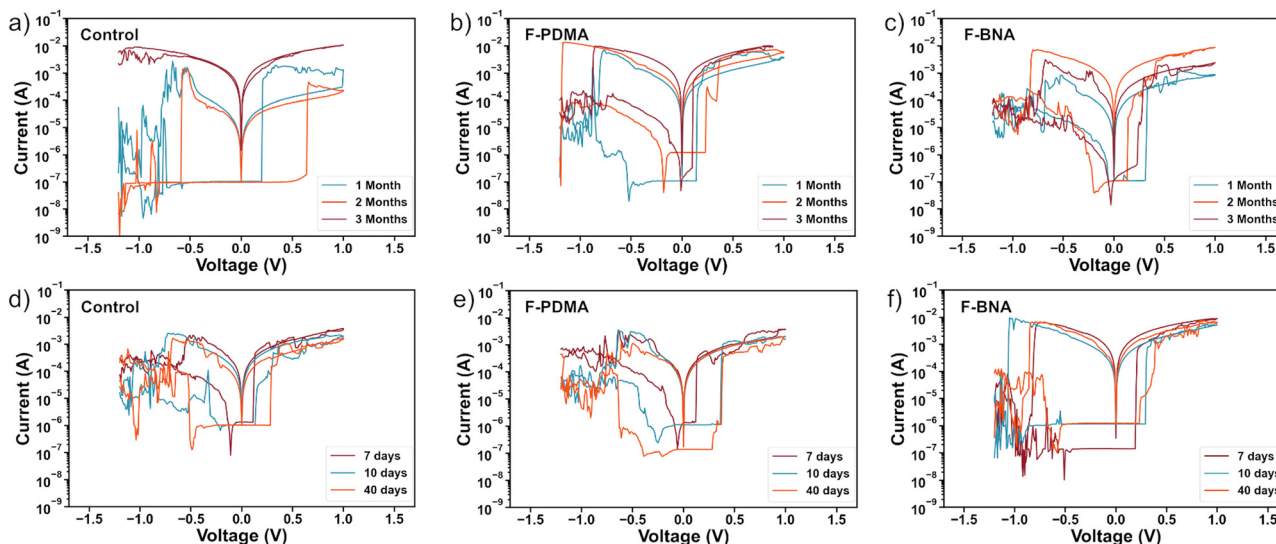 a)
Control
Current (A)
10⁻¹
10⁻²
10⁻³
10⁻⁴
10⁻⁵
10⁻⁶
10⁻⁷
10⁻⁸
10⁻⁹
1 Month
2 Months
3 Months
−1.5 −1.0 −0.5 0.0 0.5 1.0 1.5
Voltage (V)
b)
F-PDMA
Current (A)
10⁻¹
10⁻²
10⁻³
10⁻⁴
10⁻⁵
10⁻⁶
10⁻⁷
10⁻⁸
10⁻⁹
1 Month
2 Months
3 Months
−1.5 −1.0 −0.5 0.0 0.5 1.0 1.5
Voltage (V)
c)
F-BNA
Current (A)
10⁻¹
10⁻²
10⁻³
10⁻⁴
10⁻⁵
10⁻⁶
10⁻⁷
10⁻⁸
10⁻⁹
1 Month
2 Months
3 Months
−1.5 −1.0 −0.5 0.0 0.5 1.0 1.5
Voltage (V)
d)
Control
Current (A)
10⁻¹
10⁻²
10⁻³
10⁻⁴
10⁻⁵
10⁻⁶
10⁻⁷
10⁻⁸
10⁻⁹
7 days
10 days
40 days
−1.5 −1.0 −0.5 0.0 0.5 1.0 1.5
Voltage (V)
e)
F-PDMA
Current (A)
10⁻¹
10⁻²
10⁻³
10⁻⁴
10⁻⁵
10⁻⁶
10⁻⁷
10⁻⁸
10⁻⁹
7 days
10 days
40 days
−1.5 −1.0 −0.5 0.0 0.5 1.0 1.5
Voltage (V)
f)
F-BNA
Current (A)
10⁻¹
10⁻²
10⁻³
10⁻⁴
10⁻⁵
10⁻⁶
10⁻⁷
10⁻⁸
10⁻⁹
7 days
10 days
40 days
−1.5 −1.0 −0.5 0.0 0.5 1.0 1.5
Voltage (V)